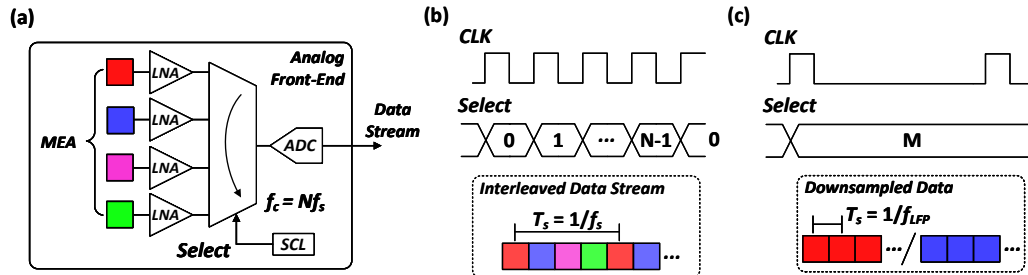 (a)
Analog
Front-End
MEA
LNA
LNA
LNA
LNA
ADC
Data
Stream
f_c = Nf_s
Select
SCL
(b)
CLK
Select
0
1
...
N-1
0
Interleaved Data Stream
T_s = 1/f_s
...
(c)
CLK
Select
M
Downsampled Data
T_s = 1/f_LFP
... / ...